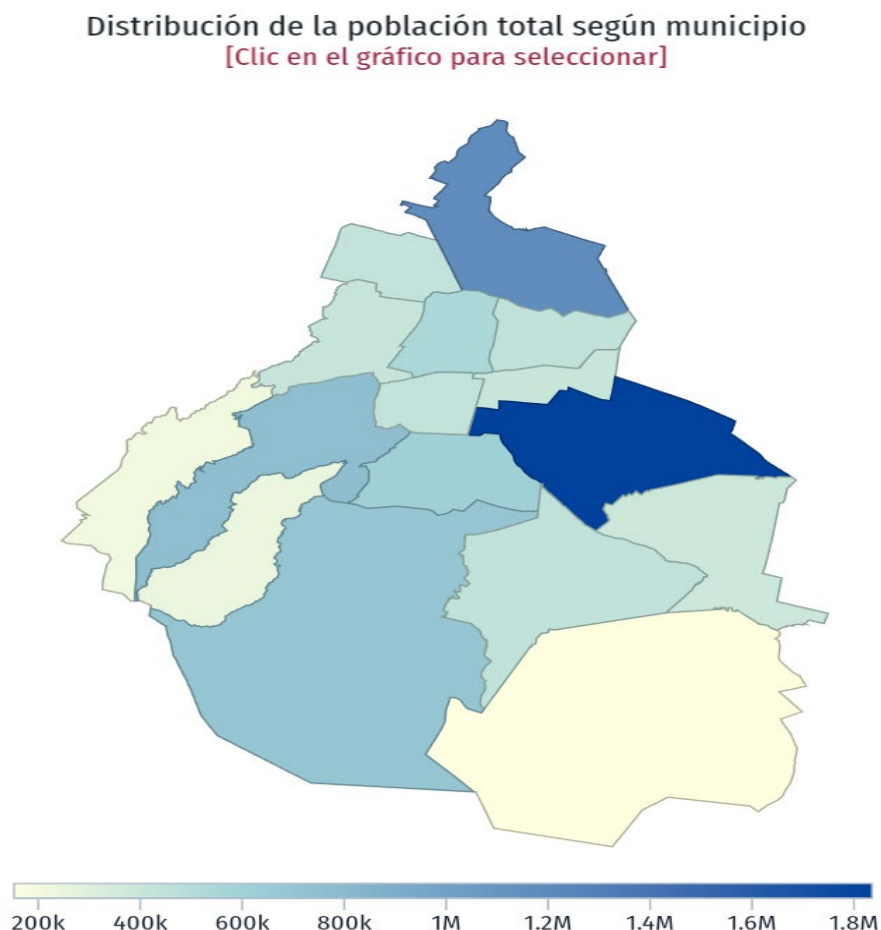 Distribución de la población total según municipio
[Clic en el gráfico para seleccionar]
200k 400k 600k 800k 1M 1.2M 1.4M 1.6M 1.8M